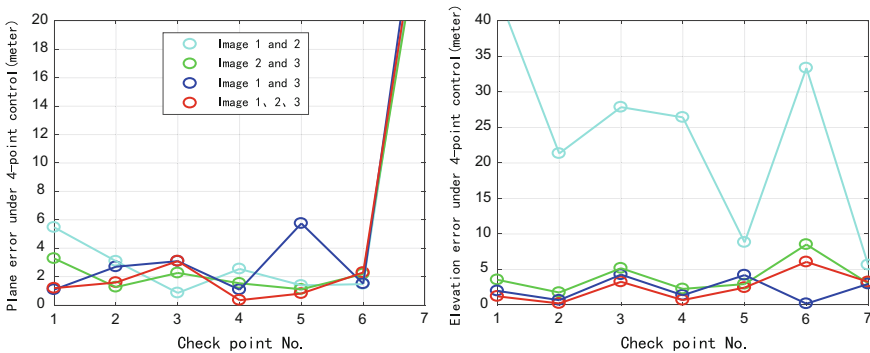 Plane error under 4-point control(meter)
20
18
16
14
12
10
8
6
4
2
0
Image 1 and 2
Image 2 and 3
Image 1 and 3
Image 1、2、3
1 2 3 4 5 6 7
Check point No.
Elevation error under 4-point control(meter)
40
35
30
25
20
15
10
5
0
1 2 3 4 5 6 7
Check point No.